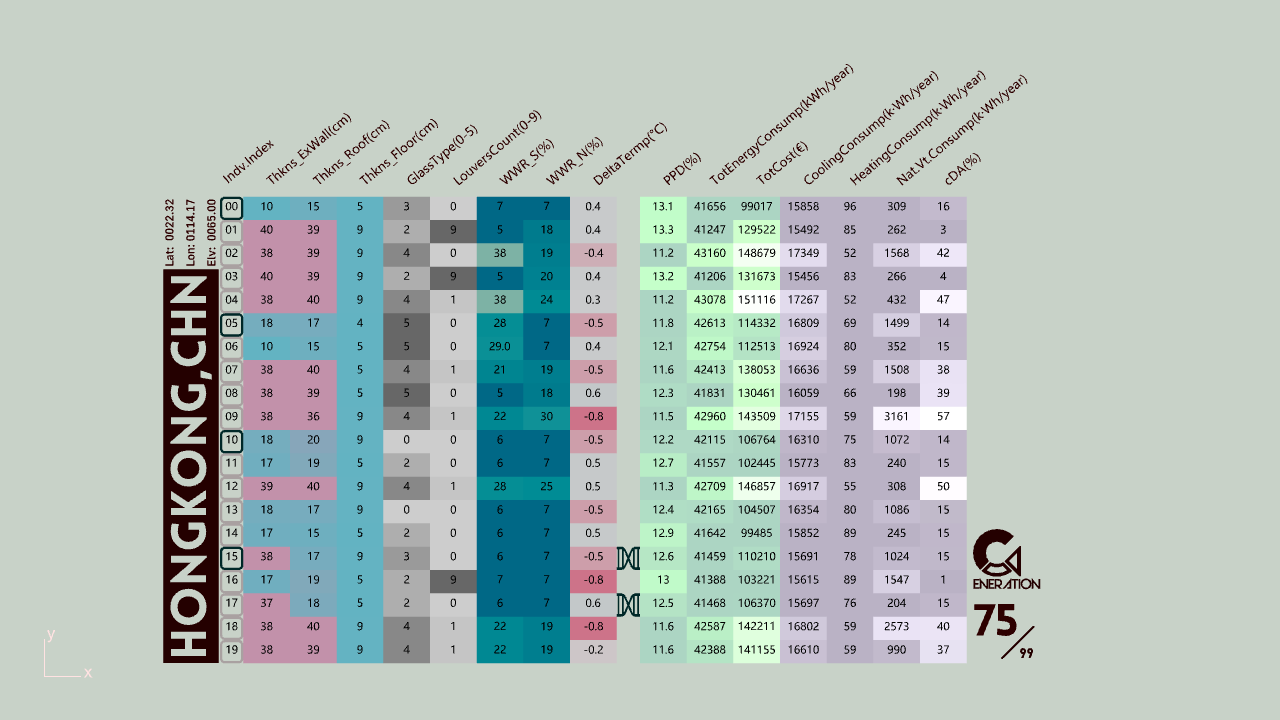 Indv.Index Thkns_ExWall(cm) Thkns_Roof(cm) Thkns_Floor(cm) GlassType(0-5) LouversCount(0-9) WWR_S(%) WWR_N(%) DeltaTermp(°C) PPD(%) TotEnergyConsump(kWh/year) TotCost(€) CoolingConsump(k·Wh/year) HeatingConsump(k·Wh/year) Nat.Vt.Consump(k·Wh/year) cDA(%)
Lat: 0022.32
Lon: 0114.17
Elv: 0065.00
HONGKONG,CHN
00 10 15 5 3 0 7 7 0.4 13.1 41656 99017 15858 96 309 16
01 40 39 9 2 9 5 18 0.4 13.3 41247 129522 15492 85 262 3
02 38 39 9 4 0 38 19 -0.4 11.2 43160 148679 17349 52 1568 42
03 40 39 9 2 9 5 20 0.4 13.2 41206 131673 15456 83 266 4
04 38 40 9 4 1 38 24 0.3 11.2 43078 151116 17267 52 432 47
05 18 17 4 5 0 28 7 -0.5 11.8 42613 114332 16809 69 1499 14
06 10 15 5 5 0 29.0 7 0.4 12.1 42754 112513 16924 80 352 15
07 38 40 5 4 1 21 19 -0.5 11.6 42413 138053 16636 59 1508 38
08 38 39 5 5 0 5 18 0.6 12.3 41831 130461 16059 66 198 39
09 38 36 9 4 1 22 30 -0.8 11.5 42960 143509 17155 59 3161 57
10 18 20 9 0 0 6 7 -0.5 12.2 42115 106764 16310 75 1072 14
11 17 19 5 2 0 6 7 0.5 12.7 41557 102445 15773 83 240 15
12 39 40 9 4 1 28 25 0.5 11.3 42709 146857 16917 55 308 50
13 18 17 9 0 0 6 7 -0.5 12.4 42165 104507 16354 80 1086 15
14 17 15 5 2 0 6 7 0.5 12.9 41642 99485 15852 89 245 15
15 38 17 9 3 0 6 7 -0.5 12.6 41459 110210 15691 78 1024 15
16 17 19 5 2 9 7 7 -0.8 13 41388 103221 15615 89 1547 1
17 37 18 5 2 0 6 7 0.6 12.5 41468 106370 15697 76 204 15
18 38 40 9 4 1 22 19 -0.8 11.6 42587 142211 16802 59 2573 40
19 38 39 9 4 1 22 19 -0.2 11.6 42388 141155 16610 59 990 37
GENERATION
75/99
y
x